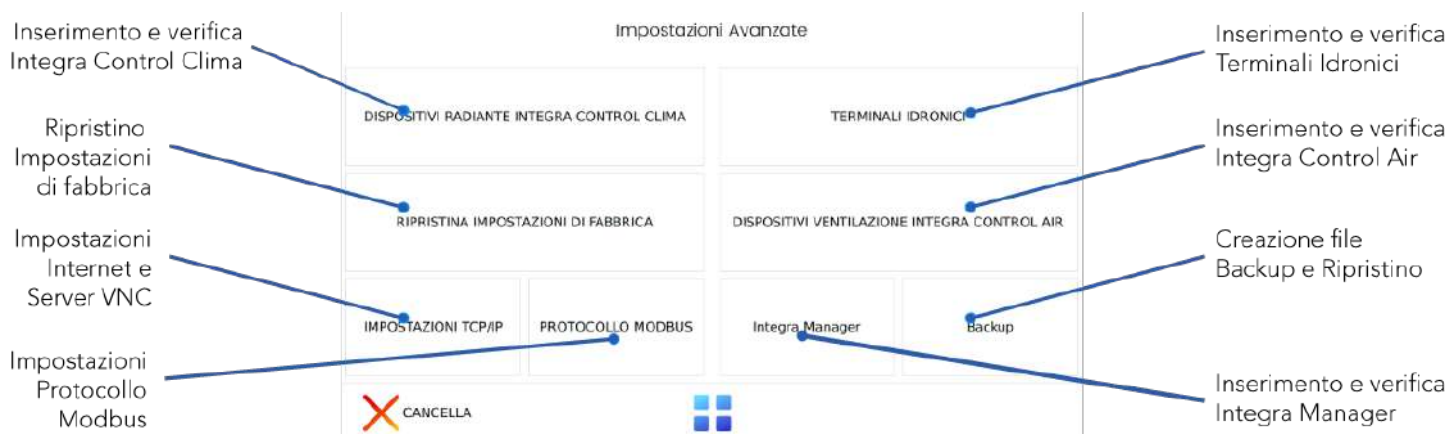 Inserimento e verifica
Integra Control Clima
Ripristino
Impostazioni
di fabbrica
Impostazioni
Internet e
Server VNC
Impostazioni
Protocollo
Modbus
Impostazioni Avanzate
DISPOSITIVI RADIANTE INTEGRA CONTROL CLIMA
TERMINALI IDRONICI
RIPRISTINA IMPOSTAZIONI DI FABBRICA
DISPOSITIVI VENTILAZIONE INTEGRA CONTROL AIR
IMPOSTAZIONI TCP/IP
PROTOCOLLO MODBUS
Integra Manager
Backup
CANCELLA
Inserimento e verifica
Terminali Idronici
Inserimento e verifica
Integra Control Air
Creazione file
Backup e Ripristino
Inserimento e verifica
Integra Manager